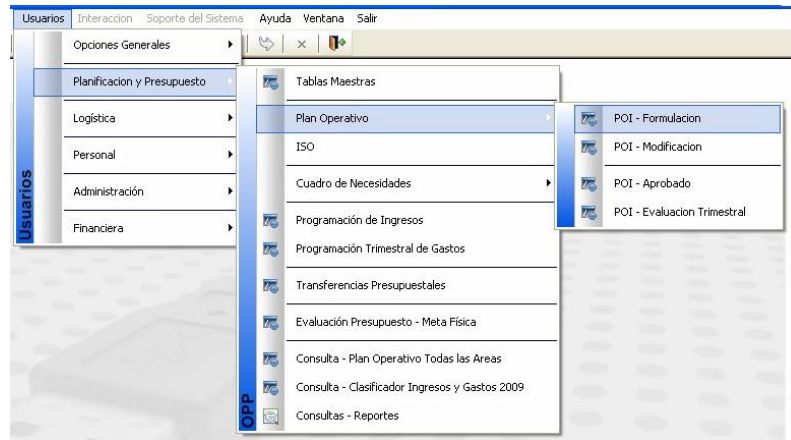 Usuarios Interaccion Soporte del Sistema Ayuda Ventana Salir
Opciones Generales
Planificacion y Presupuesto
Logística
Personal
Administración
Financiera
Usuarios
Tablas Maestras
Plan Operativo
ISO
Cuadro de Necesidades
Programación de Ingresos
Programación Trimestral de Gastos
Transferencias Presupuestales
Evaluación Presupuesto - Meta Física
Consulta - Plan Operativo Todas las Areas
Consulta - Clasificador Ingresos y Gastos 2009
Consultas - Reportes
OPP
POI - Formulacion
POI - Modificacion
POI - Aprobado
POI - Evaluacion Trimestral